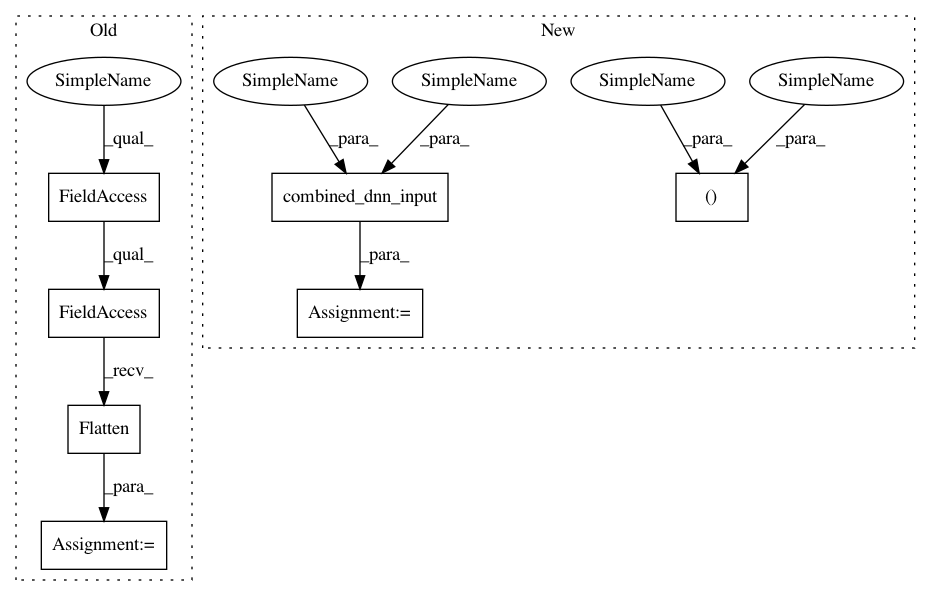 Old
New
SimpleName
SimpleName
SimpleName
SimpleName
SimpleName
_qual_
_para_
_para_
_para_
_para_
FieldAccess
combined_dnn_input
()
_qual_
_para_
FieldAccess
Assignment:=
_recv_
Flatten
_para_
Assignment:=